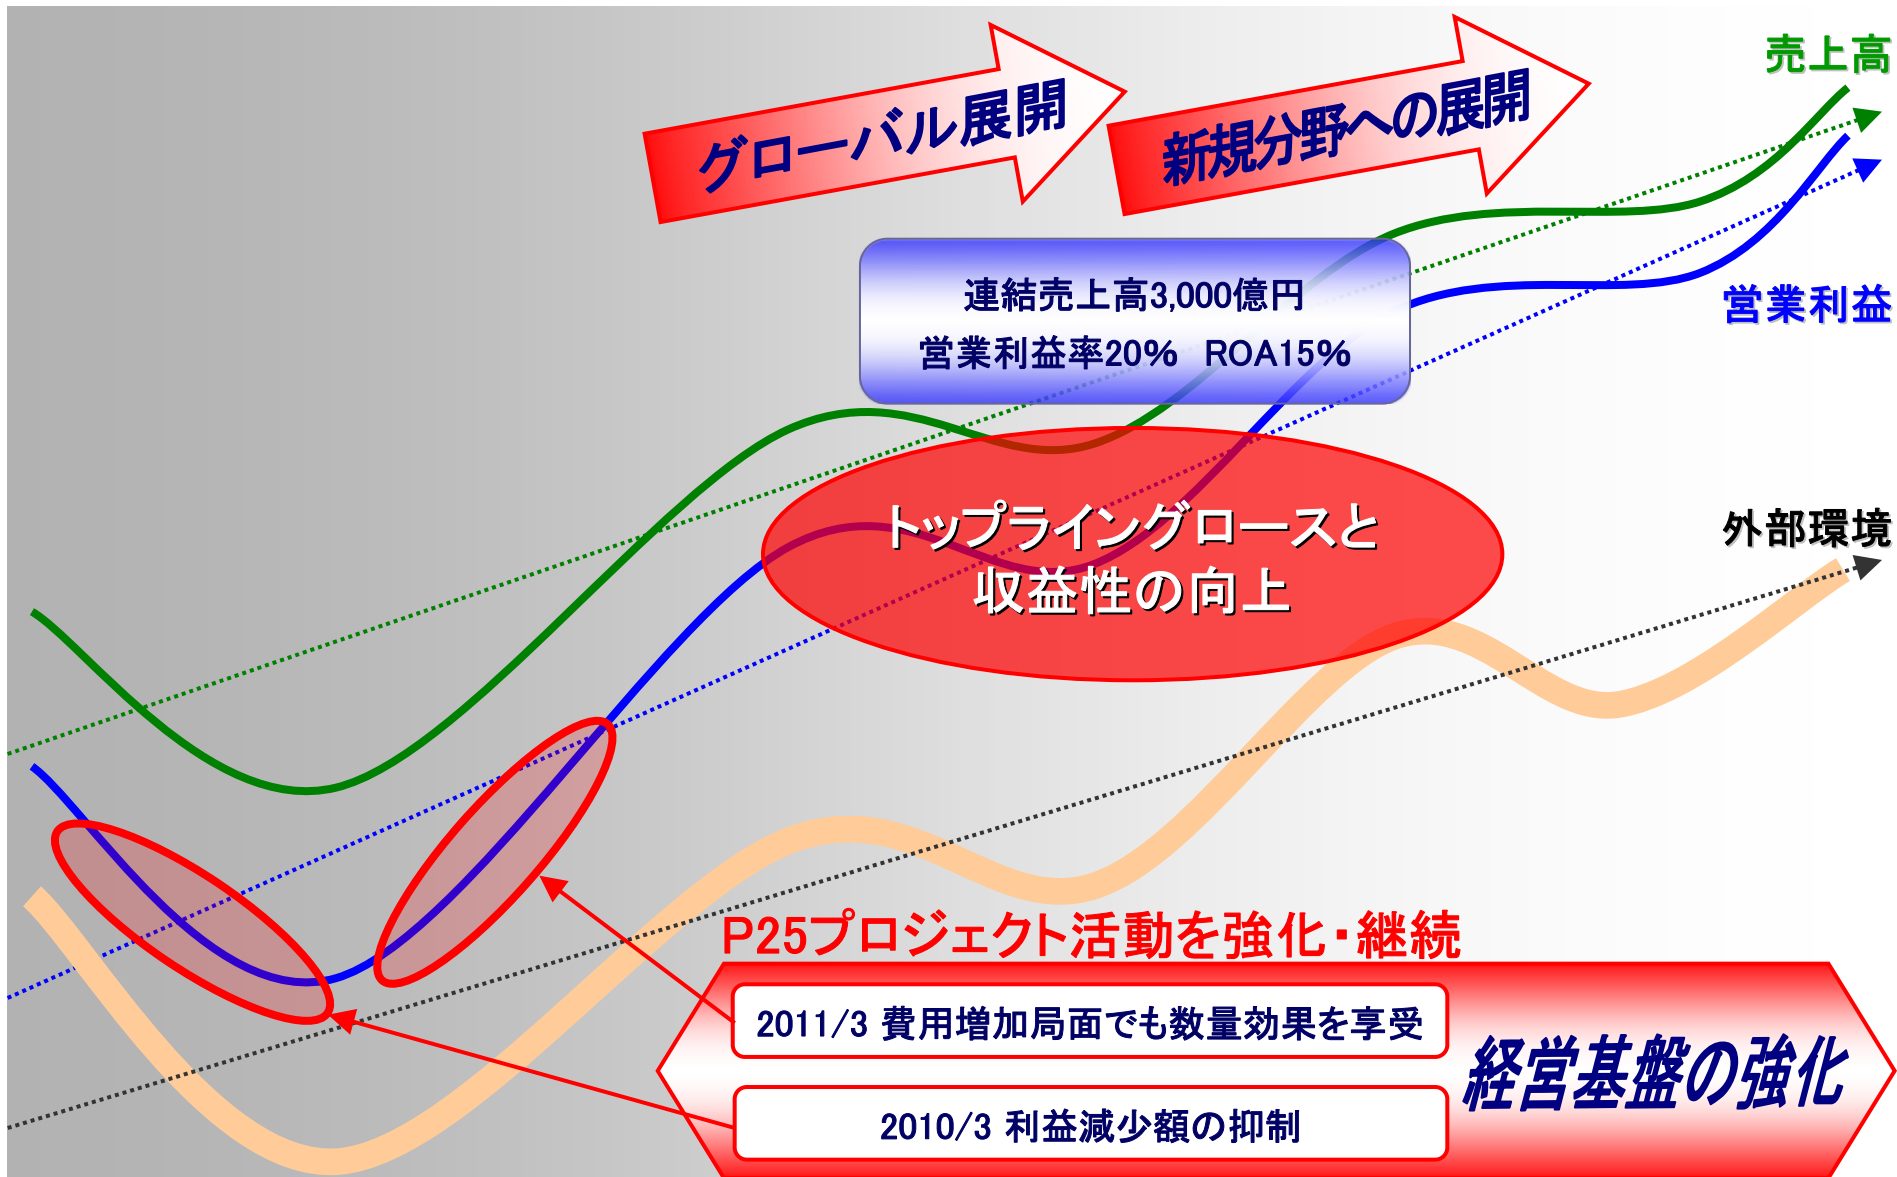 グローバル展開
新規分野への展開
売上高
連結売上高3,000億円
営業利益率20%　ROA15%
営業利益
トップライングロースと
収益性の向上
外部環境
P25プロジェクト活動を強化・継続
2011/3 費用増加局面でも数量効果を享受
経営基盤の強化
2010/3 利益減少額の抑制